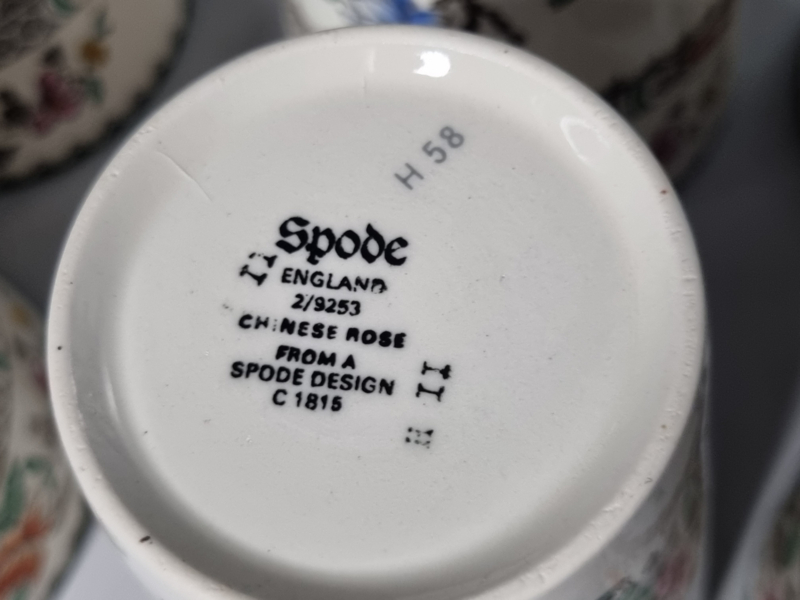 H 58
Spode
ENGLAND
2/9253
CHINESE ROSE
FROM A
SPODE DESIGN
C 1815